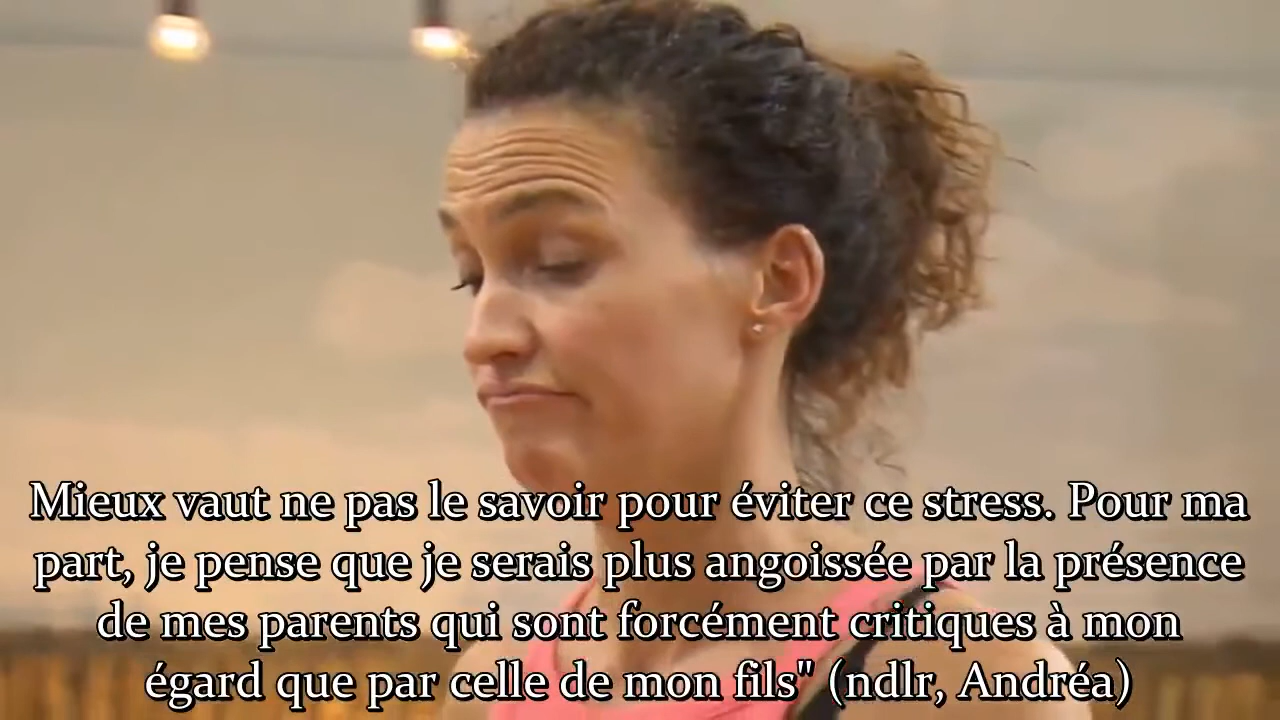 Mieux vaut ne pas le savoir pour éviter ce stress. Pour ma
part, je pense que je serais plus angoissée par la présence
de mes parents qui sont forcément critiques à mon
égard que par celle de mon fils" (ndlr, Andréa)